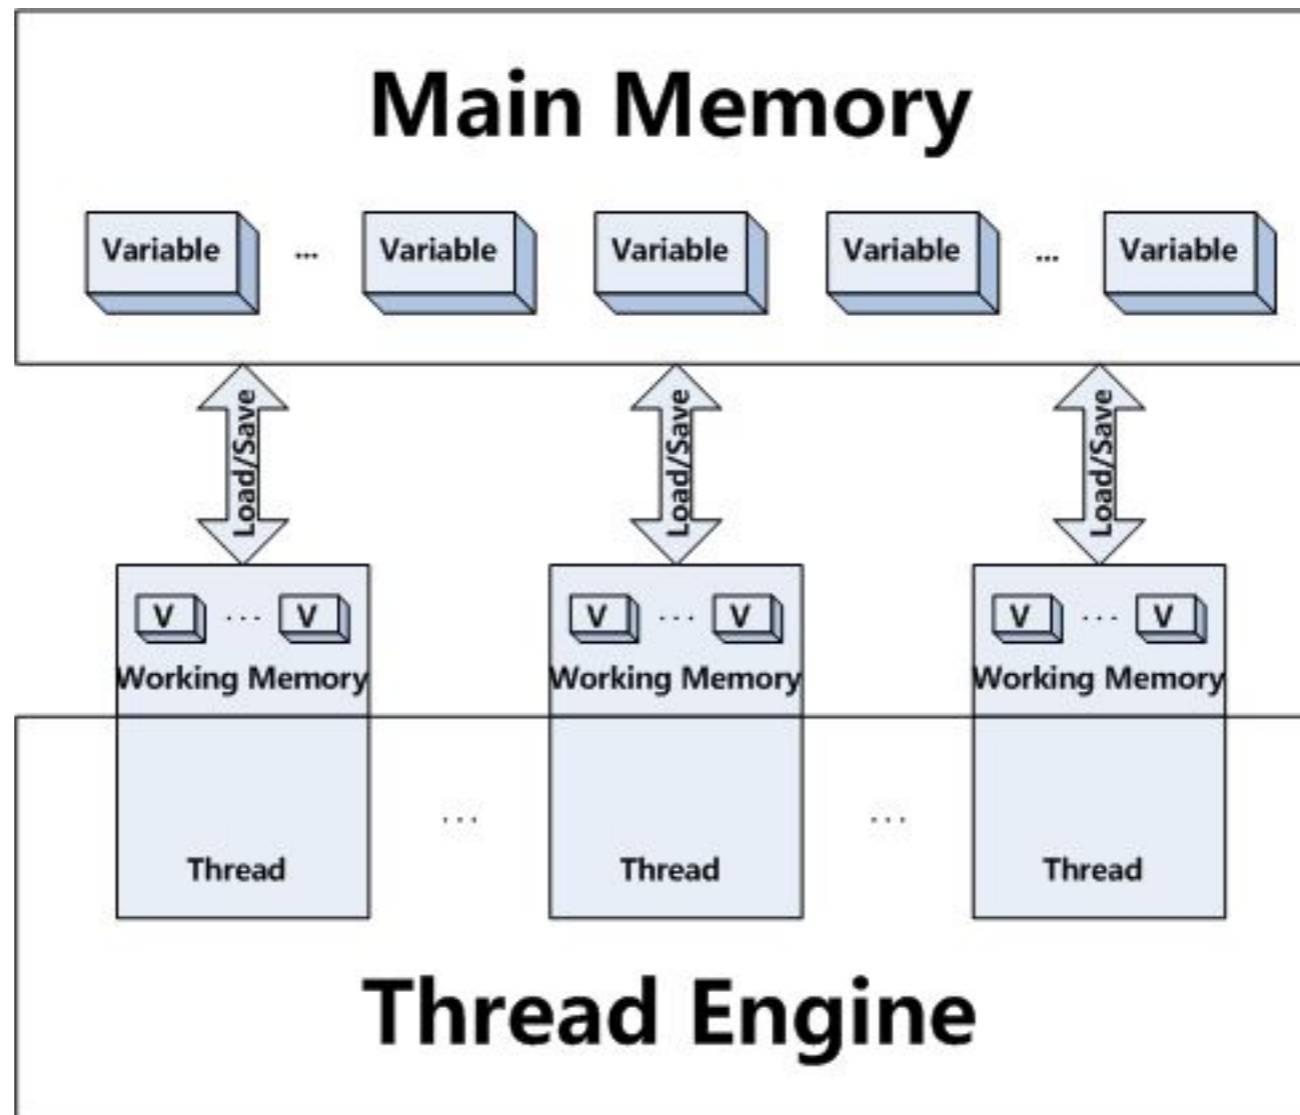 Main Memory
Variable ... Variable Variable Variable ... Variable
Load/Save Load/Save Load/Save
V ... V V ... V V ... V
Working Memory Working Memory Working Memory
... ...
Thread Thread Thread
Thread Engine